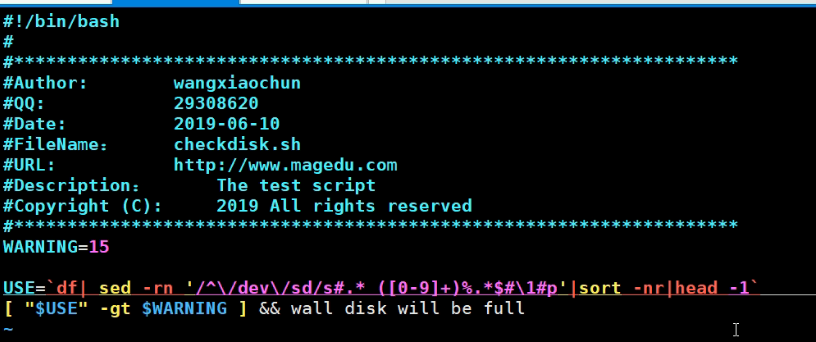 #!/bin/bash
#
#********************************************************************
#Author:        wangxiaochun
#QQ:            29308620
#Date:          2019-06-10
#FileName:      checkdisk.sh
#URL:           http://www.magedu.com
#Description:       The test script
#Copyright (C):     2019 All rights reserved
#********************************************************************
WARNING=15
USE=`df| sed -rn '/^\/dev\/sd/s#.* ([0-9]+)%.*$#\1#p'|sort -nr|head -1`
[ "$USE" -gt $WARNING ] && wall disk will be full
~